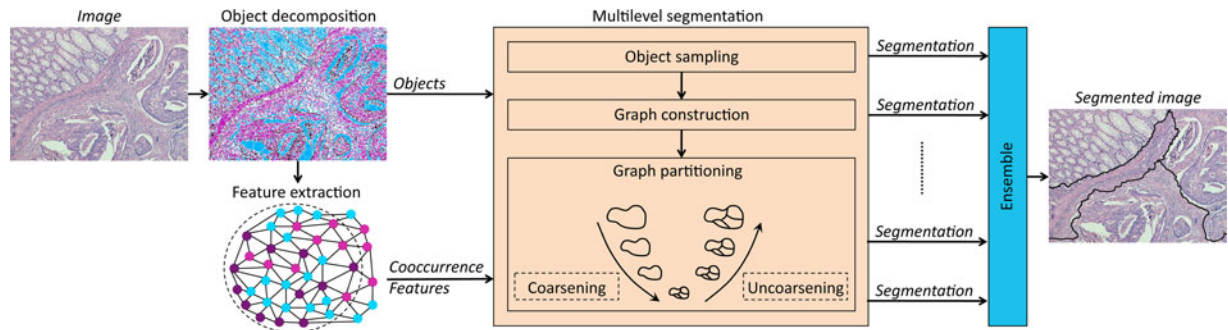 Image
Object decomposition
Multilevel segmentation
Object sampling
Graph construction
Graph partitioning
Coarsening
Uncoarsening
Objects
Feature extraction
Cooccurrence
Features
Segmentation
Segmentation
Segmentation
Segmentation
Ensemble
Segmented image